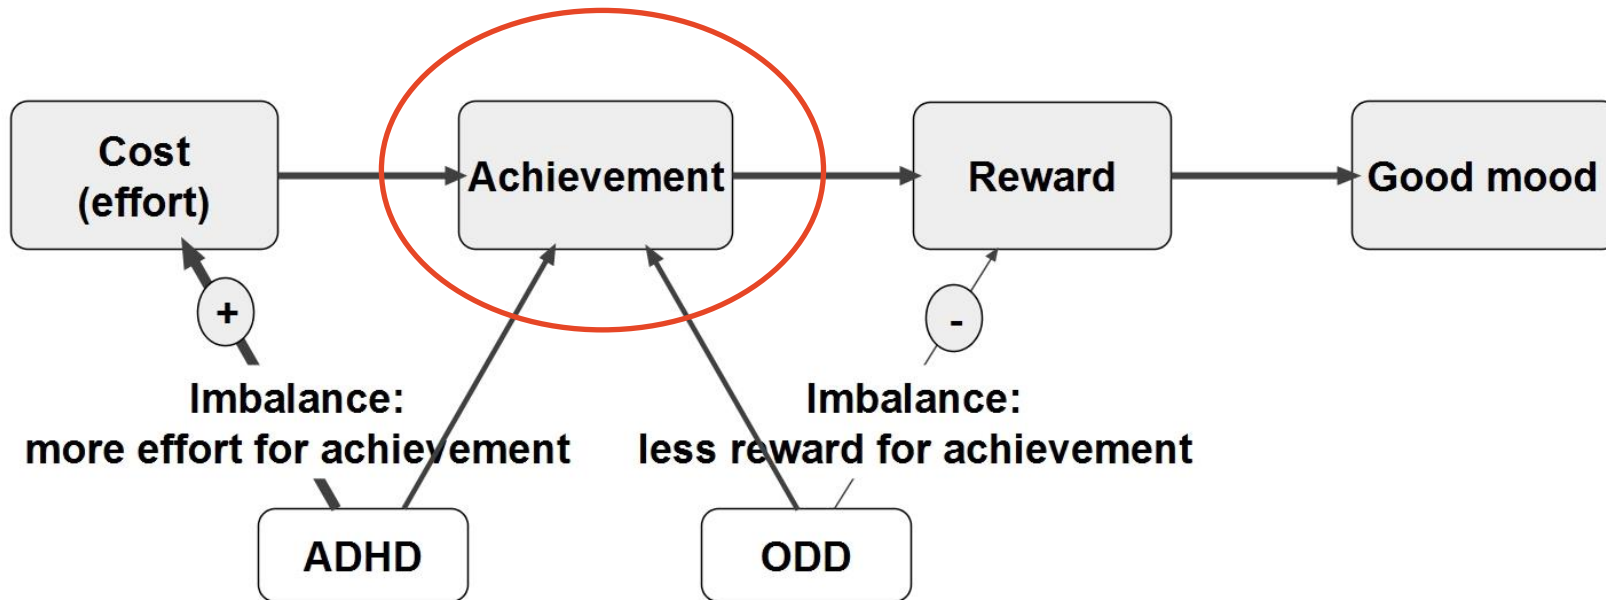 Cost
(effort)
Achievement
Reward
Good mood
+
-
Imbalance:
more effort for achievement
Imbalance:
less reward for achievement
ADHD
ODD